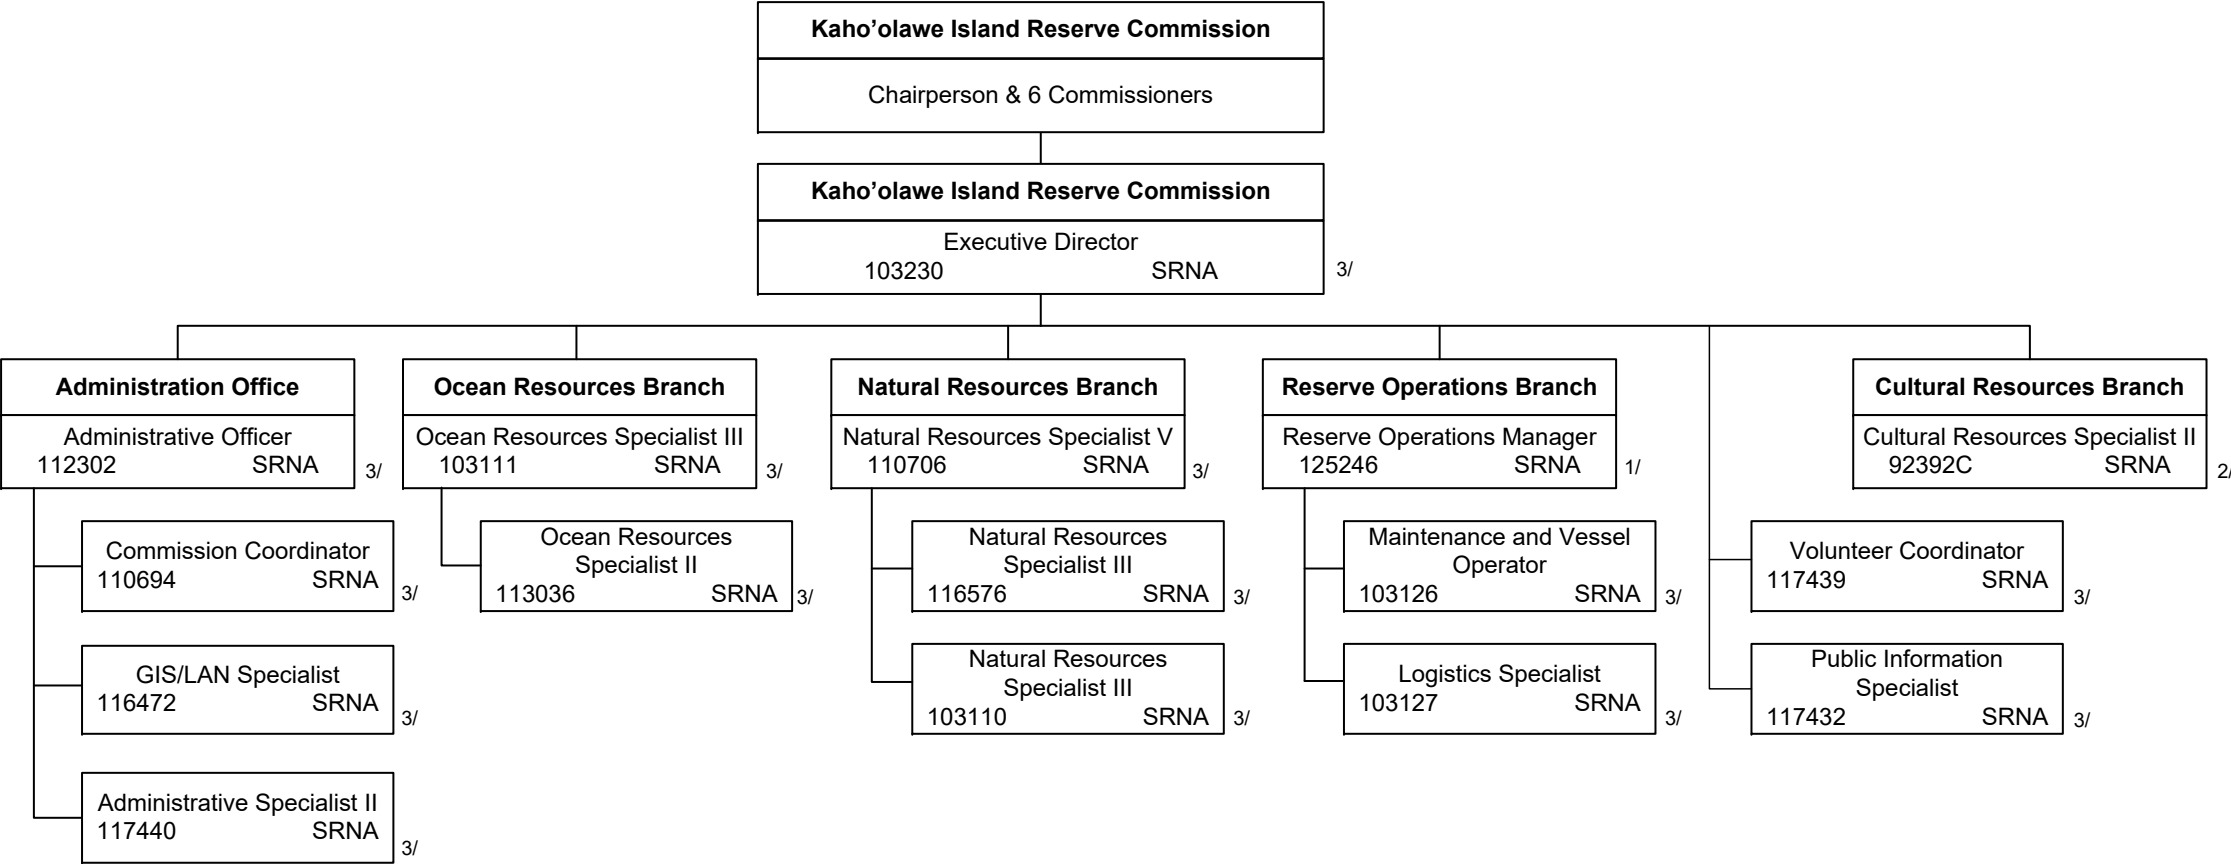 Kaho’olawe Island Reserve Commission
Chairperson & 6 Commissioners
Kaho’olawe Island Reserve Commission
Executive Director
103230 SRNA 3/
Administration Office
Administrative Officer
112302 SRNA 3/
Commission Coordinator
110694 SRNA 3/
GIS/LAN Specialist
116472 SRNA 3/
Administrative Specialist II
117440 SRNA 3/
Ocean Resources Branch
Ocean Resources Specialist III
103111 SRNA 3/
Ocean Resources
Specialist II
113036 SRNA 3/
Natural Resources Branch
Natural Resources Specialist V
110706 SRNA 3/
Natural Resources
Specialist III
116576 SRNA 3/
Natural Resources
Specialist III
103110 SRNA 3/
Reserve Operations Branch
Reserve Operations Manager
125246 SRNA 1/
Maintenance and Vessel
Operator
103126 SRNA 3/
Logistics Specialist
103127 SRNA 3/
Volunteer Coordinator
117439 SRNA 3/
Public Information
Specialist
117432 SRNA 3/
Cultural Resources Branch
Cultural Resources Specialist II
92392C SRNA 2/